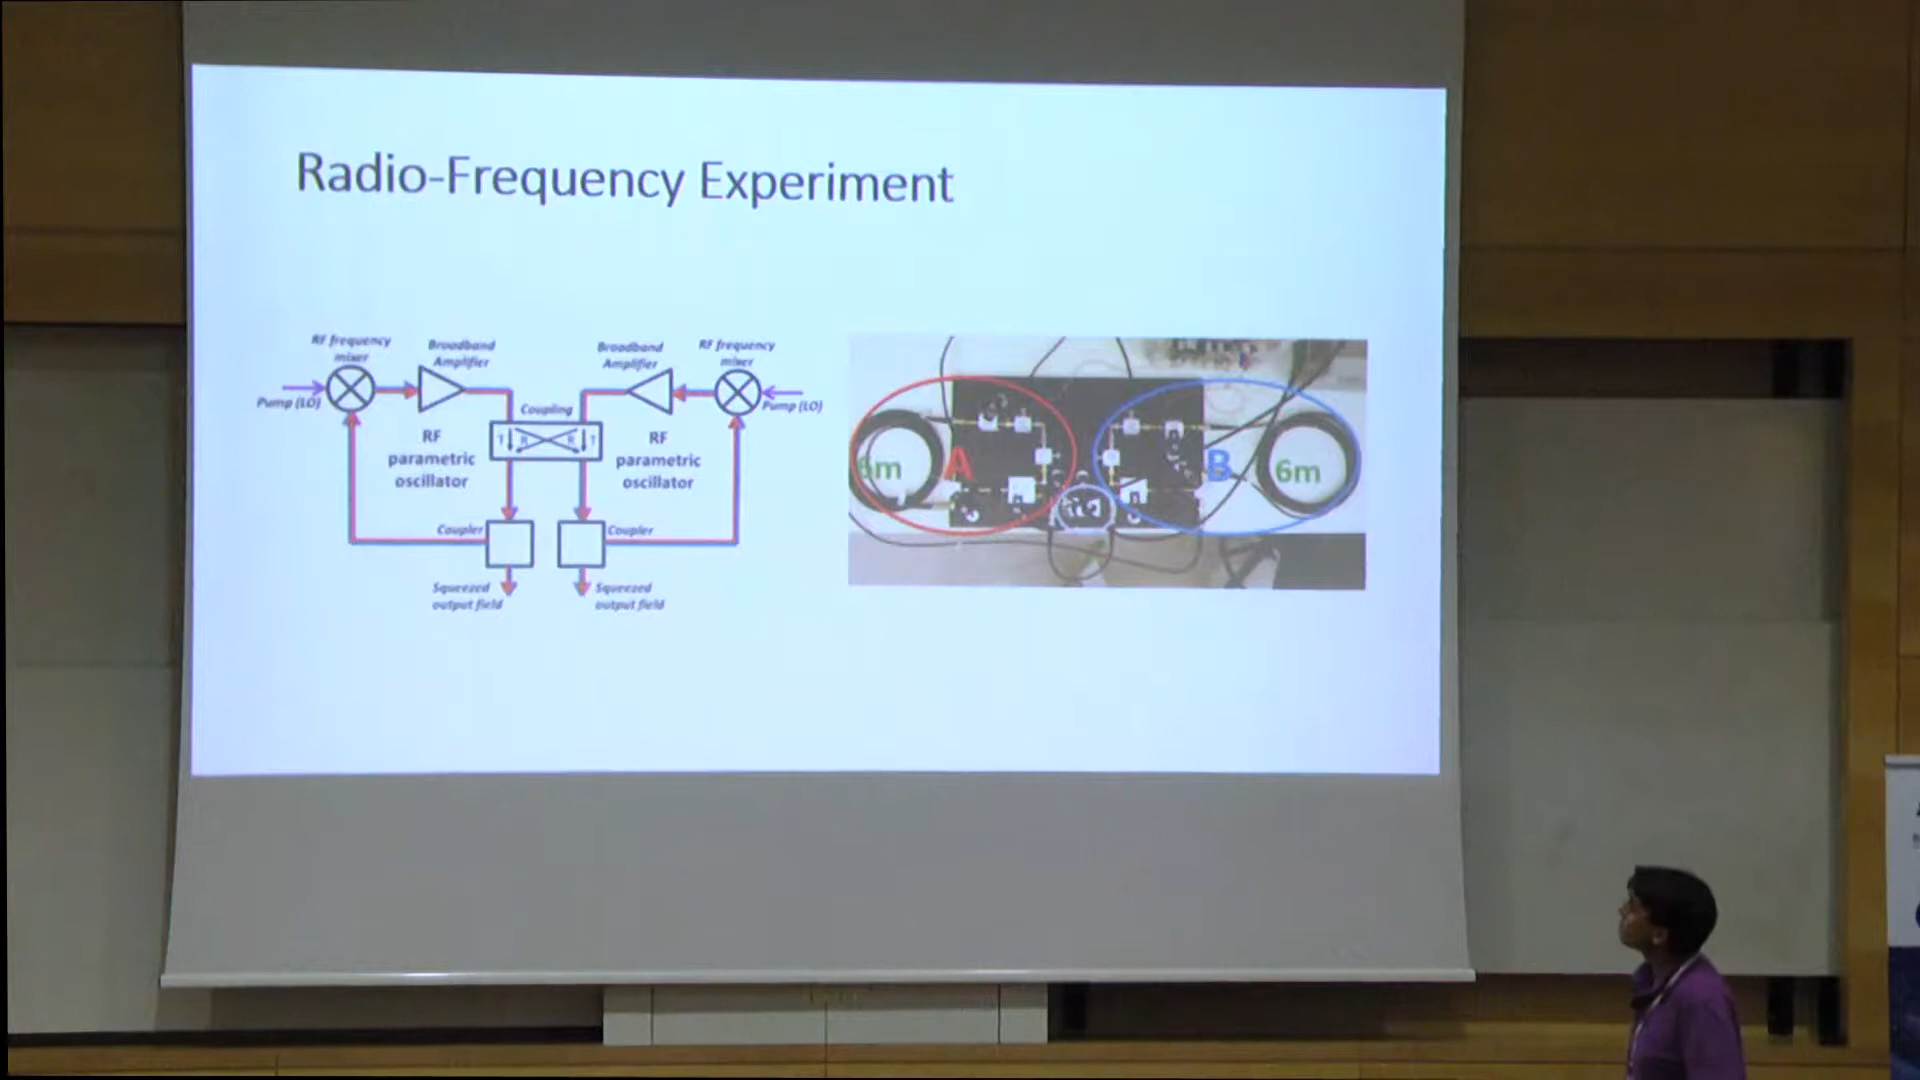 Radio-Frequency Experiment
RF frequency
mixer
Broadband
Amplifier
Broadband
Amplifier
RF frequency
mixer
Pump (LO)
Pump (LO)
Coupling
T R R T
RF
parametric
oscillator
RF
parametric
oscillator
Coupler
Coupler
Squeezed
output field
Squeezed
output field
6m
A
B
6m